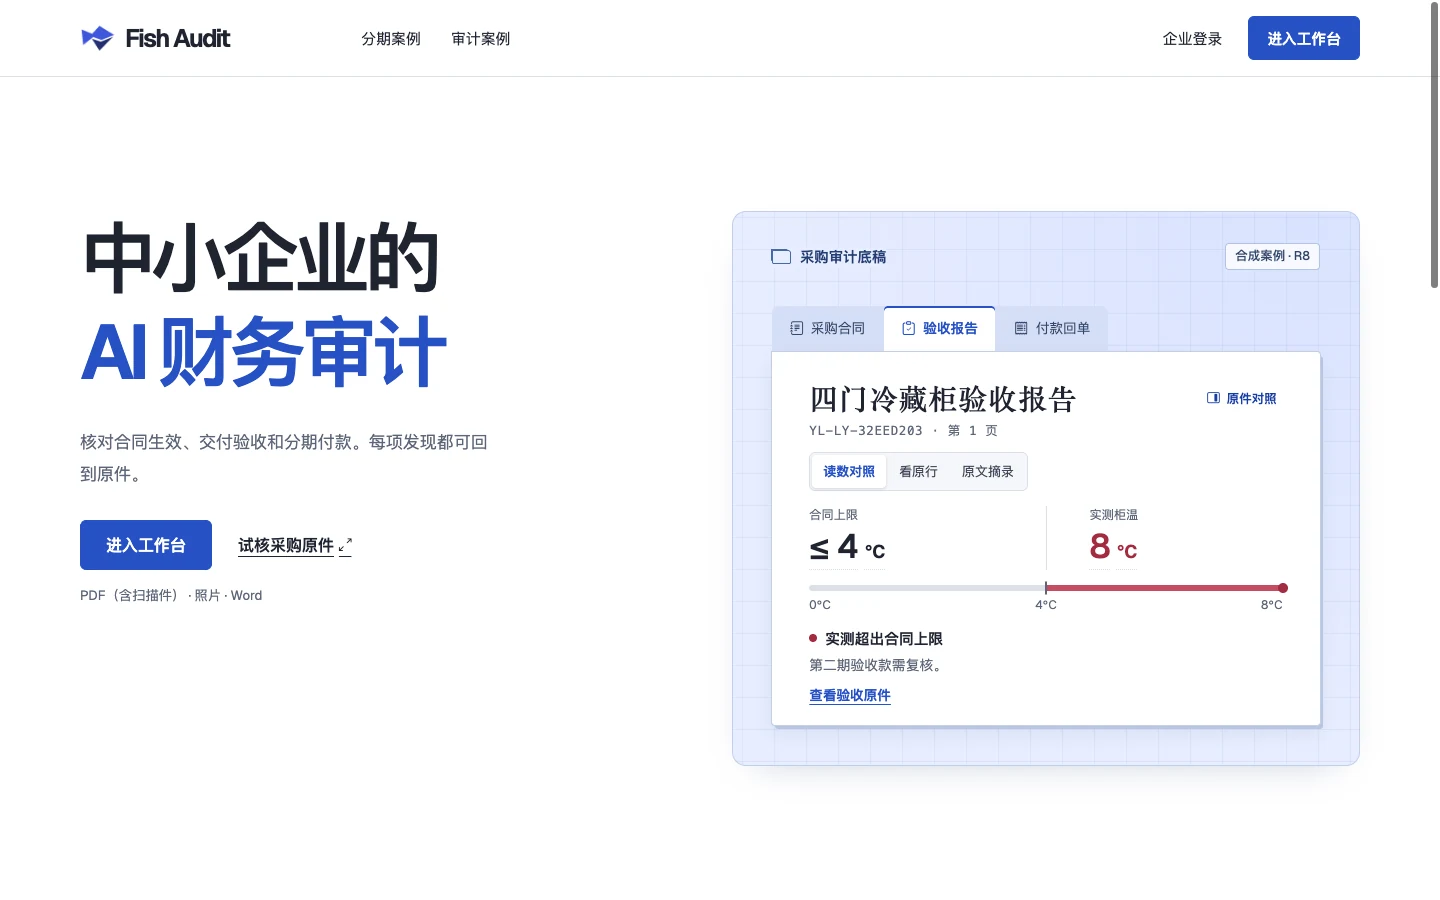 Fish Audit
分期案例
审计案例
企业登录
进入工作台
中小企业的
AI 财务审计
核对合同生效、交付验收和分期付款。每项发现都可回
到原件。
进入工作台
试核采购原件
PDF（含扫描件） · 照片 · Word
采购审计底稿
合成案例 · R8
采购合同
验收报告
付款回单
四门冷藏柜验收报告
原件对照
YL-LY-32EED203 · 第 1 页
读数对照
看原行
原文摘录
合同上限
实测柜温
≤ 4 °C
8 °C
0°C
4°C
8°C
实测超出合同上限
第二期验收款需复核。
查看验收原件